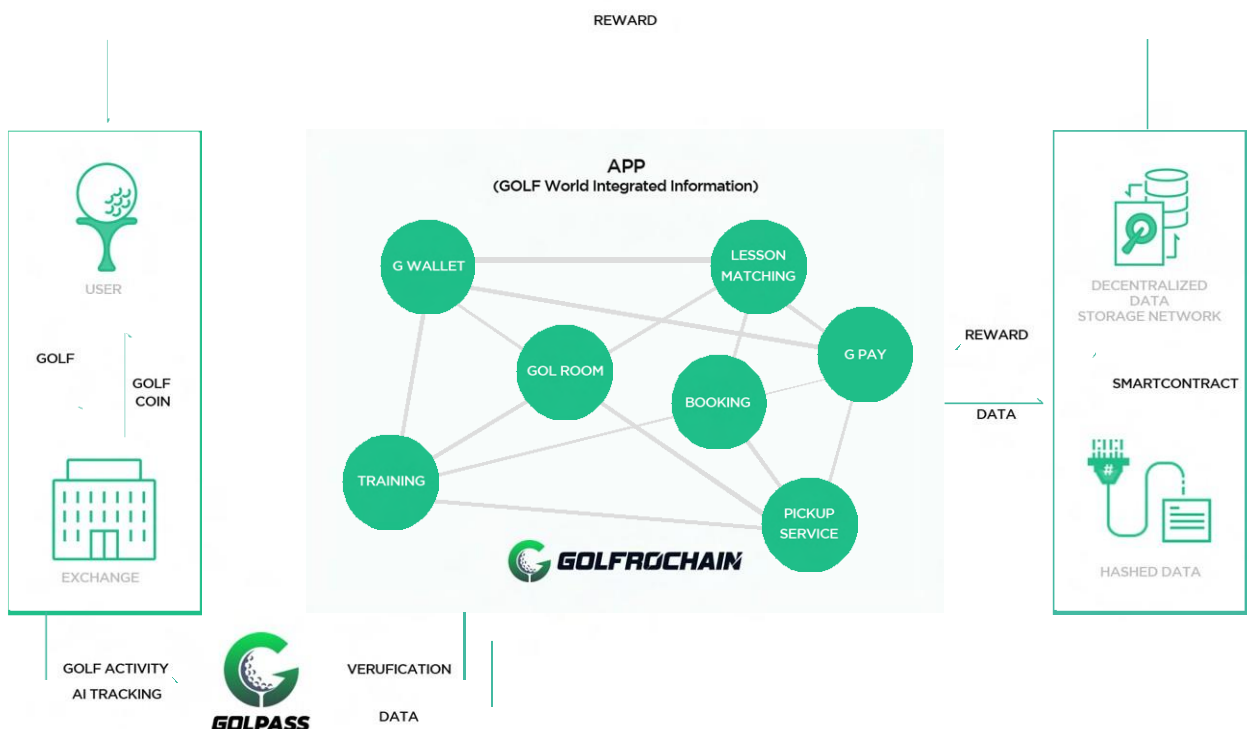 REWARD
APP
(GOLF World Integrated Information)
G WALLET
LESSON
MATCHING
GOL ROOM
G PAY
BOOKING
TRAINING
PICKUP
SERVICE
GOLFROCHAIN
USER
GOLF
GOLF
COIN
EXCHANGE
REWARD
DATA
DECENTRALIZED
DATA
STORAGE NETWORK
SMARTCONTRACT
#
HASHED DATA
GOLF ACTIVITY
AI TRACKING
GOLPASS
VERUFICATION
DATA